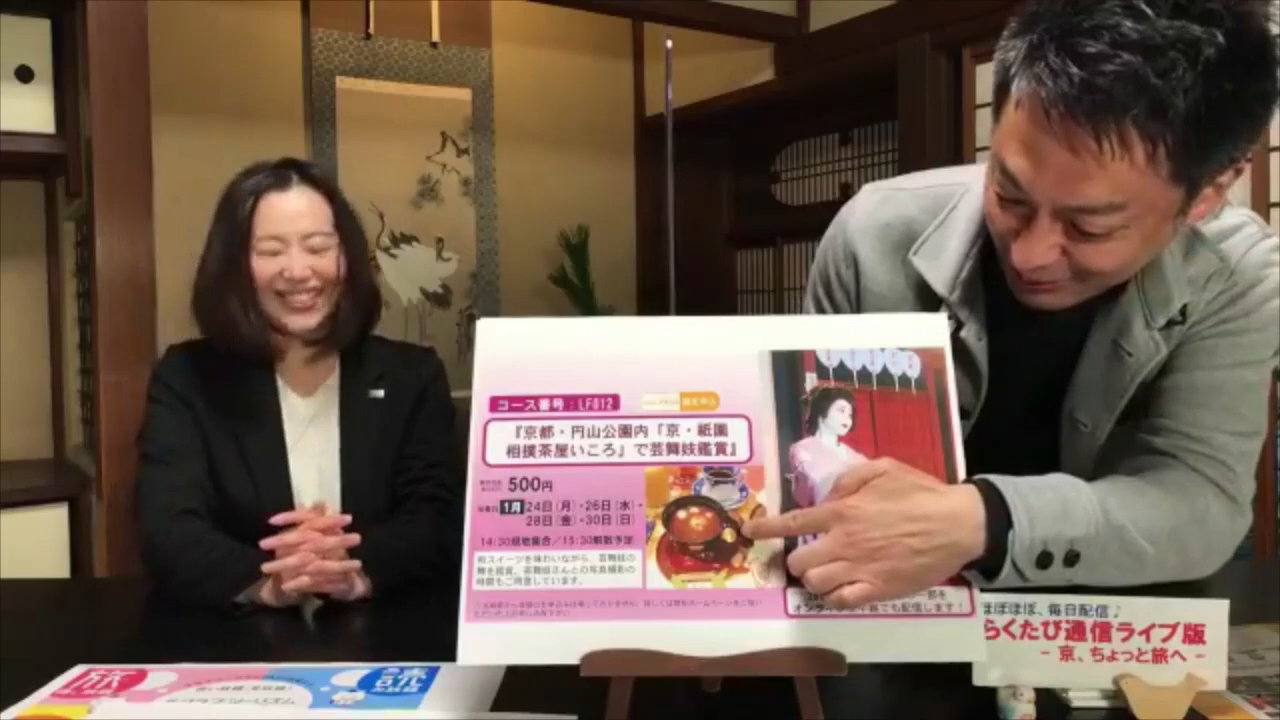 コース番号：LF012
『京都・円山公園内「京・祇園
相撲茶屋いころ』で芸舞妓鑑賞』
500円
1月 24日(月)・26日(水)・
28日(金)・30日(日)
14:30現地集合／15:30解散予定
和スイーツを味わいながら、芸舞妓の
舞を鑑賞。芸舞妓さんとの写真撮影の
時間もご用意しています。
一部を
でも配信します！
ほぼほぼ、毎日配信♪
らくたび通信ライブ版
- 京、ちょっと旅へ -
旅
読